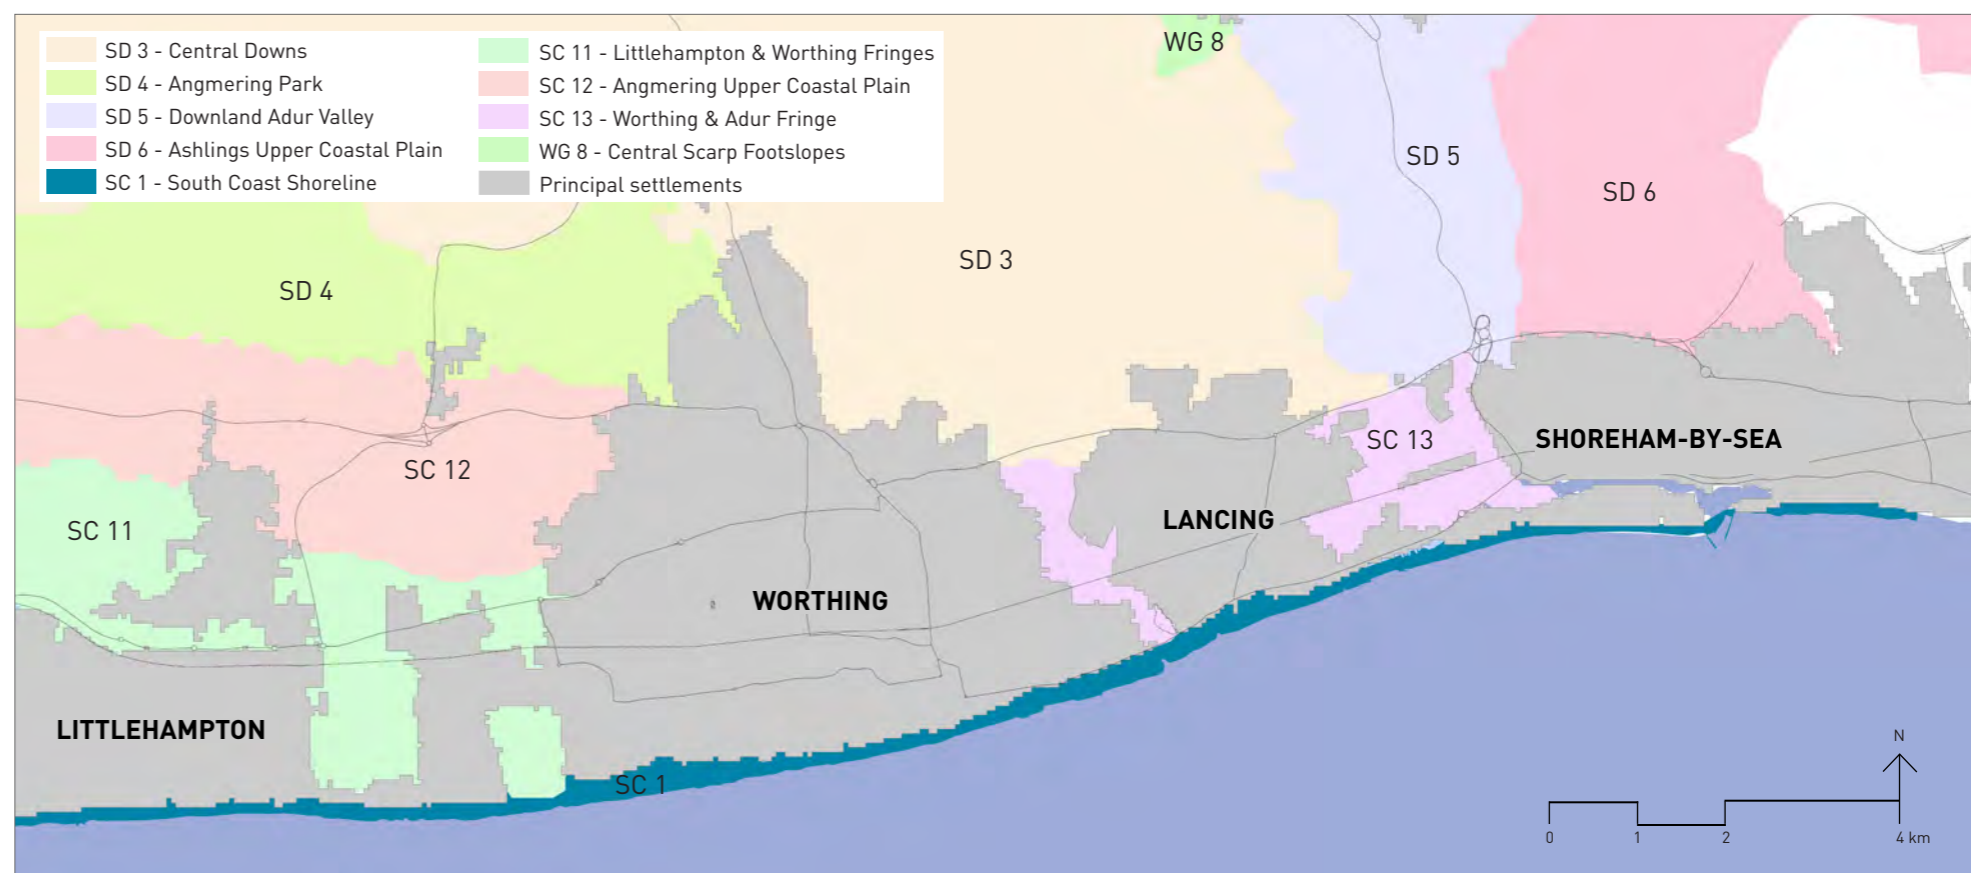 SD 3 - Central Downs
SD 4 - Angmering Park
SD 5 - Downland Adur Valley
SD 6 - Ashlings Upper Coastal Plain
SC 1 - South Coast Shoreline
SC 11 - Littlehampton & Worthing Fringes
SC 12 - Angmering Upper Coastal Plain
SC 13 - Worthing & Adur Fringe
WG 8 - Central Scarp Footslopes
Principal settlements
WG 8
SD 5
SD 6
SD 3
SD 4
SC 13
SHOREHAM-BY-SEA
SC 12
LANCING
SC 11
WORTHING
LITTLEHAMPTON
SC 1
N
0 1 2 4 km